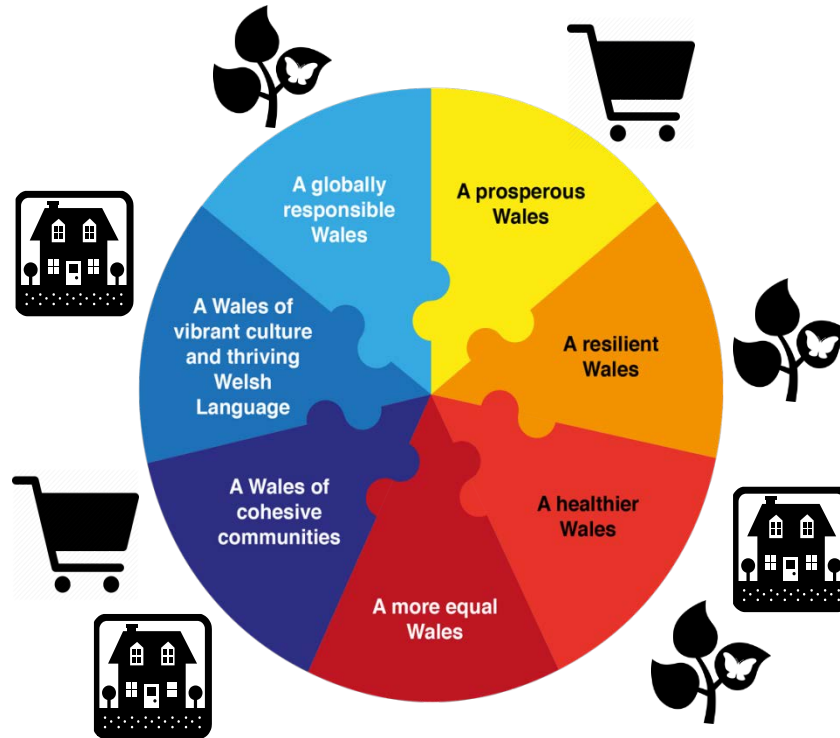 A prosperous
Wales
A resilient
Wales
A healthier
Wales
A more equal
Wales
A Wales of
cohesive
communities
A Wales of
vibrant culture
and thriving
Welsh
Language
A globally
responsible
Wales